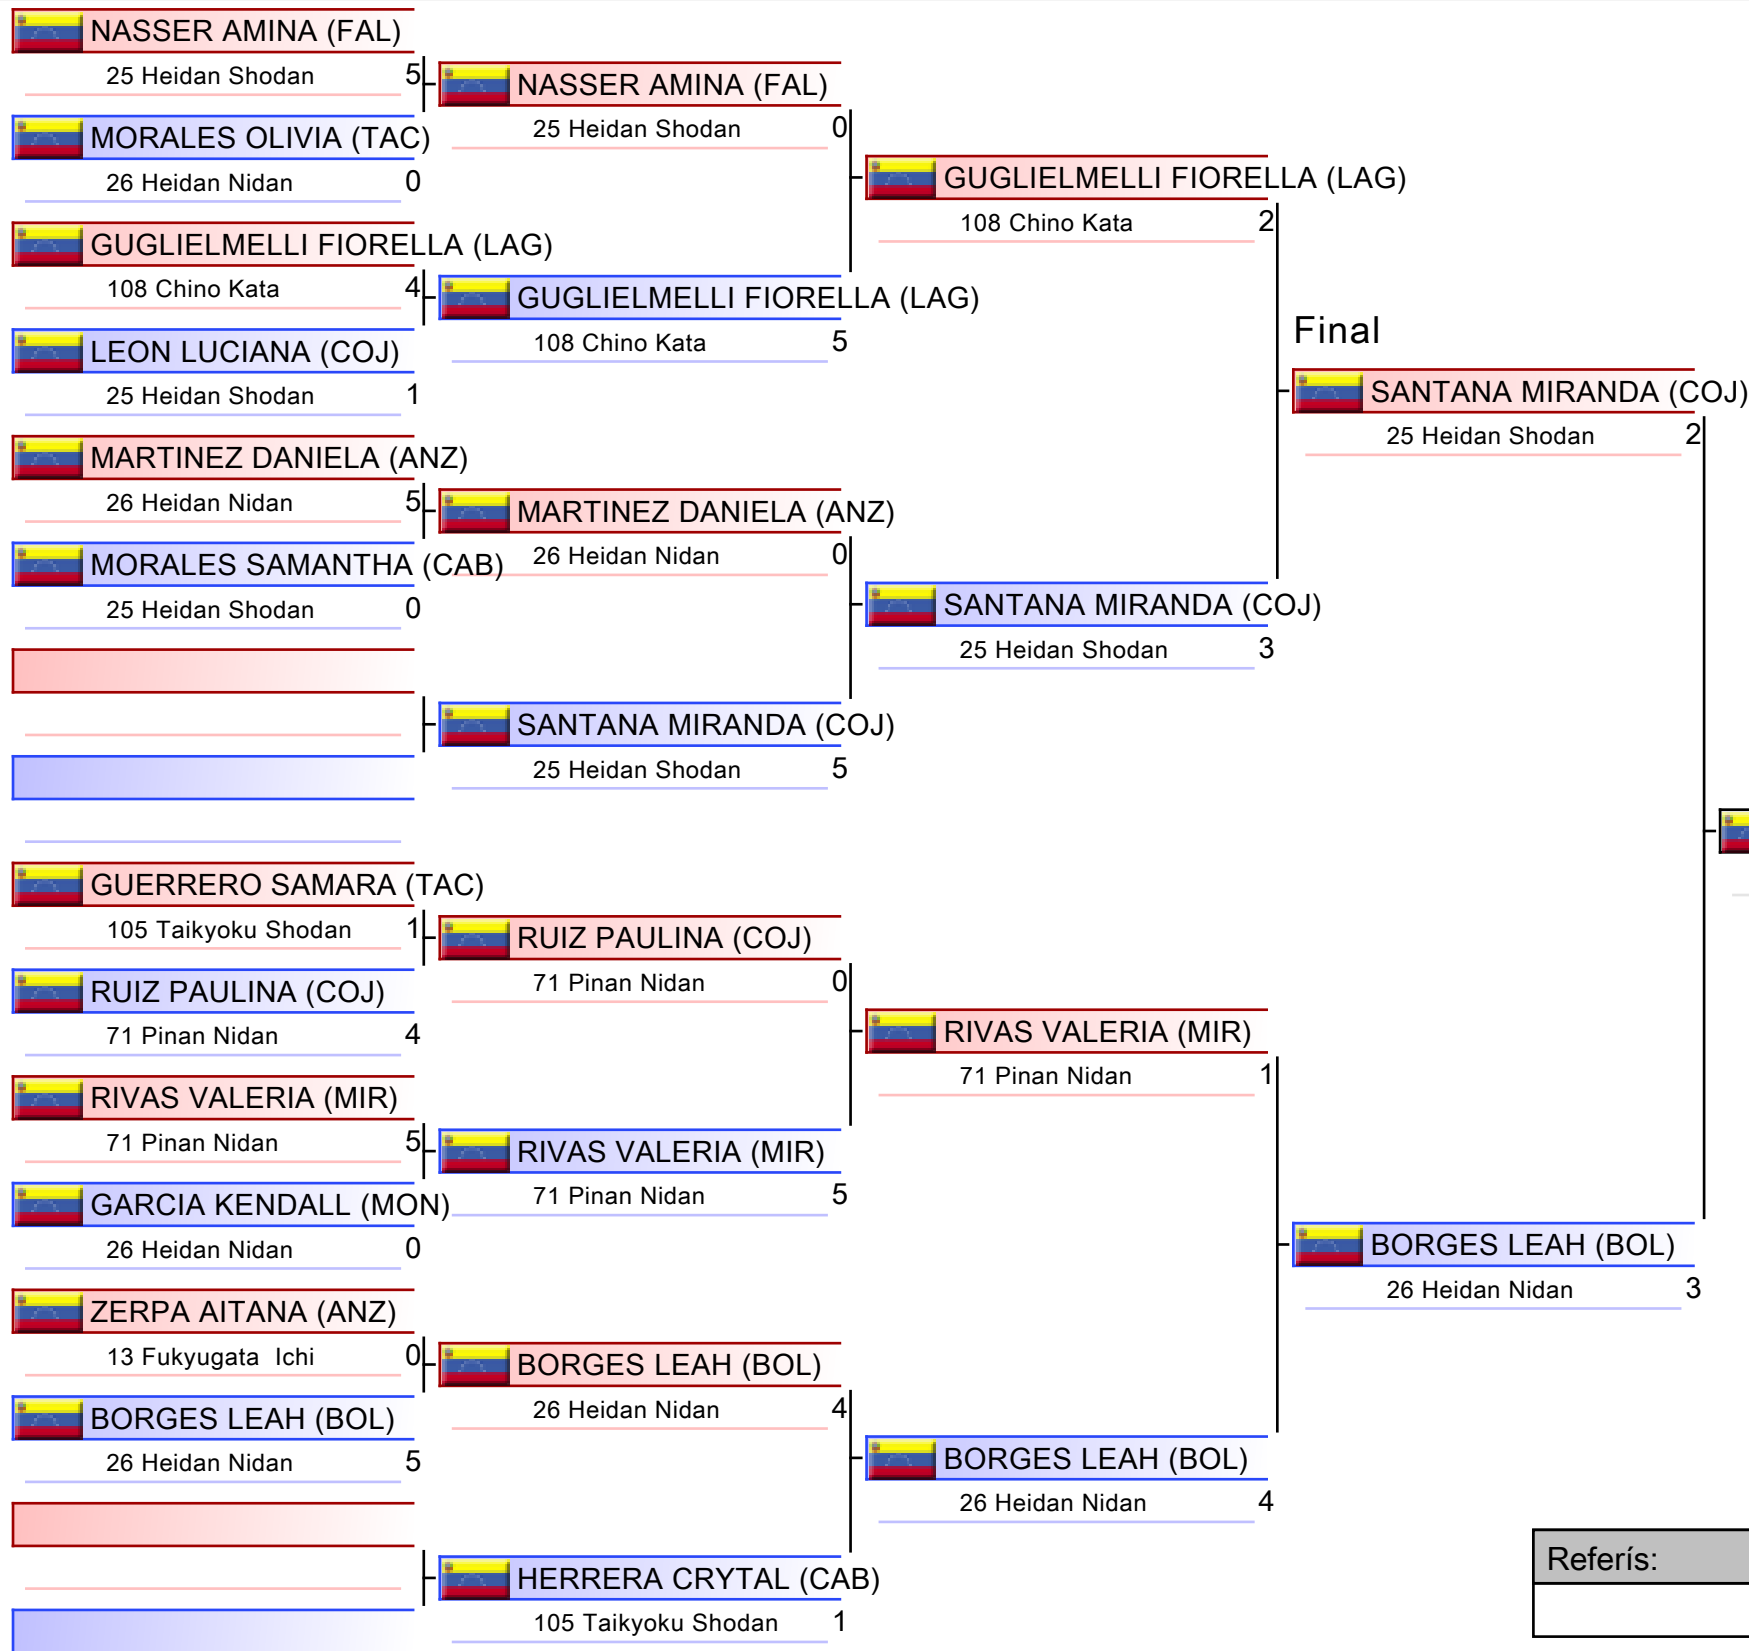 NASSER AMINA (FAL)
25 Heidan Shodan 5
MORALES OLIVIA (TAC)
26 Heidan Nidan 0
GUGLIELMELLI FIORELLA (LAG)
108 Chino Kata 4
LEON LUCIANA (COJ)
25 Heidan Shodan 1
MARTINEZ DANIELA (ANZ)
26 Heidan Nidan 5
MORALES SAMANTHA (CAB)
25 Heidan Shodan 0
GUERRERO SAMARA (TAC)
105 Taikyoku Shodan 1
RUIZ PAULINA (COJ)
71 Pinan Nidan 4
RIVAS VALERIA (MIR)
71 Pinan Nidan 5
GARCIA KENDALL (MON)
26 Heidan Nidan 0
ZERPA AITANA (ANZ)
13 Fukyugata  Ichi 0
BORGES LEAH (BOL)
26 Heidan Nidan 5
NASSER AMINA (FAL)
25 Heidan Shodan 0
GUGLIELMELLI FIORELLA (LAG)
108 Chino Kata 5
MARTINEZ DANIELA (ANZ)
26 Heidan Nidan 0
SANTANA MIRANDA (COJ)
25 Heidan Shodan 5
RUIZ PAULINA (COJ)
71 Pinan Nidan 0
RIVAS VALERIA (MIR)
71 Pinan Nidan 5
BORGES LEAH (BOL)
26 Heidan Nidan 4
HERRERA CRYTAL (CAB)
105 Taikyoku Shodan 1
GUGLIELMELLI FIORELLA (LAG)
108 Chino Kata 2
SANTANA MIRANDA (COJ)
25 Heidan Shodan 3
RIVAS VALERIA (MIR)
71 Pinan Nidan 1
BORGES LEAH (BOL)
26 Heidan Nidan 4
Final
SANTANA MIRANDA (COJ)
25 Heidan Shodan 2
BORGES LEAH (BOL)
26 Heidan Nidan 3
Referís: